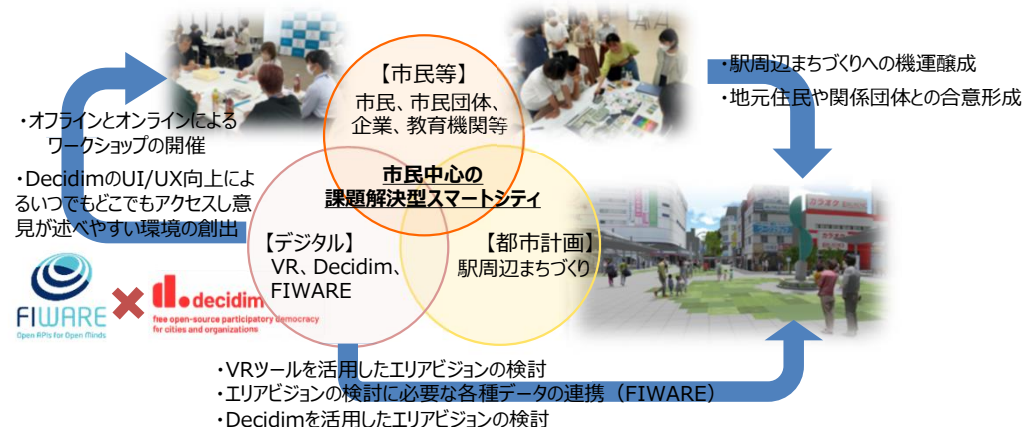 【市民等】
市民、市民団体、
企業、教育機関等
・駅周辺まちづくりへの機運醸成
・地元住民や関係団体との合意形成
・オフラインとオンラインによる
ワークショップの開催
・DecidimのUI/UX向上によ
るいつでもどこでもアクセスし意
見が述べやすい環境の創出
市民中心の
課題解決型スマートシティ
【デジタル】
VR、Decidim、
FIWARE
【都市計画】
駅周辺まちづくり
FIWARE
Open APIs for Open Minds
decidim
free open-source participatory democracy
for cities and organizations
カラオケ
・VRツールを活用したエリアビジョンの検討
・エリアビジョンの検討に必要な各種データの連携（FIWARE）
・Decidimを活用したエリアビジョンの検討